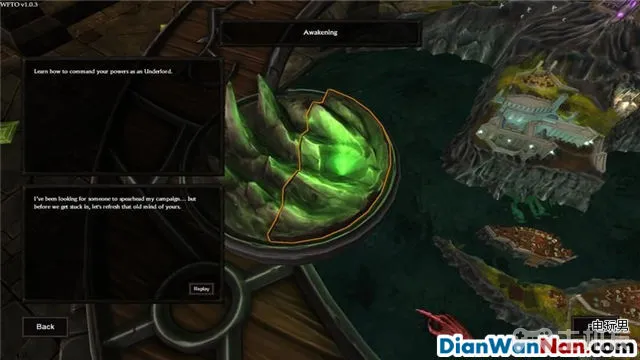 WFTO v1.0.3
Awakening
Learn how to command your powers as an Underlord.
I've been looking for someone to spearhead my campaign... but
before we get stuck in, let's refresh that old mind of yours.
Replay
Back
电玩男
DianWanNan.com